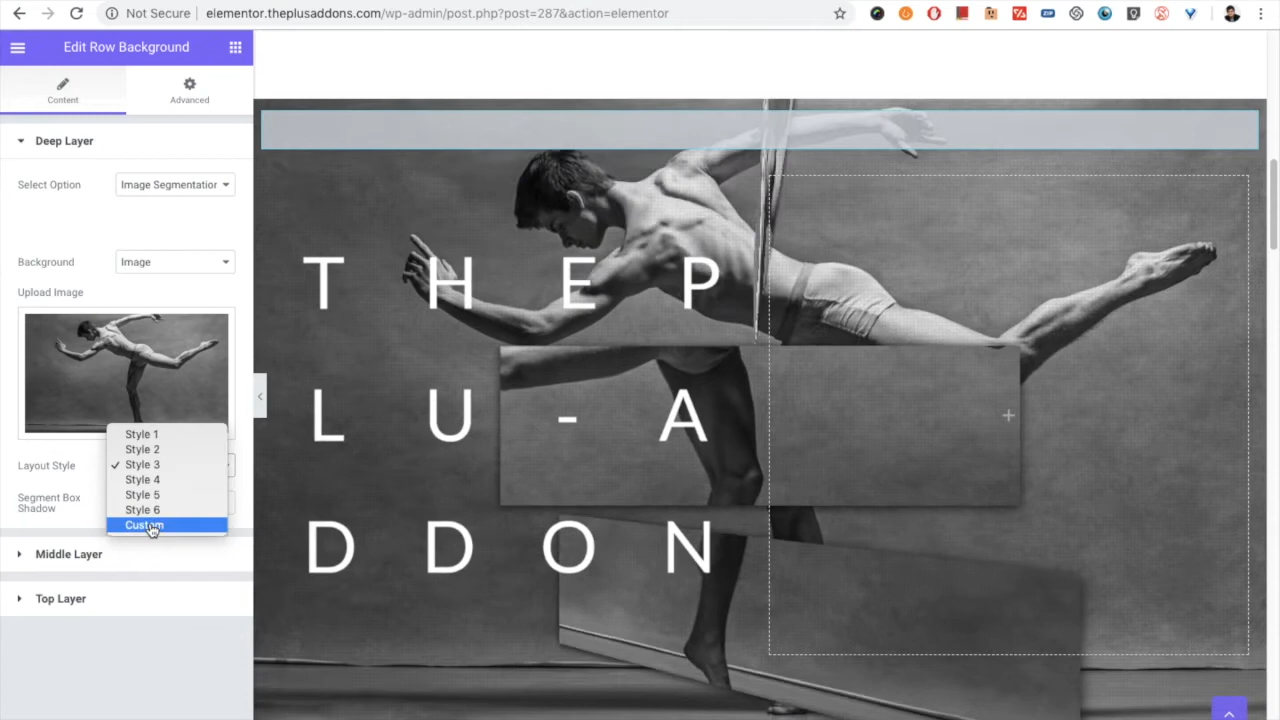 Not Secure | elementor.theplusaddons.com/wp-admin/post.php?post=287&action=elementor
Edit Row Background
Content
Advanced
Deep Layer
Select Option
Image Segmentation
Background
Image
Upload Image
Layout Style
Style 1
Style 2
✓ Style 3
Style 4
Style 5
Style 6
Custom
Segment Box
Shadow
Middle Layer
Top Layer
T H E P
L U - A
D D O N
ZIP